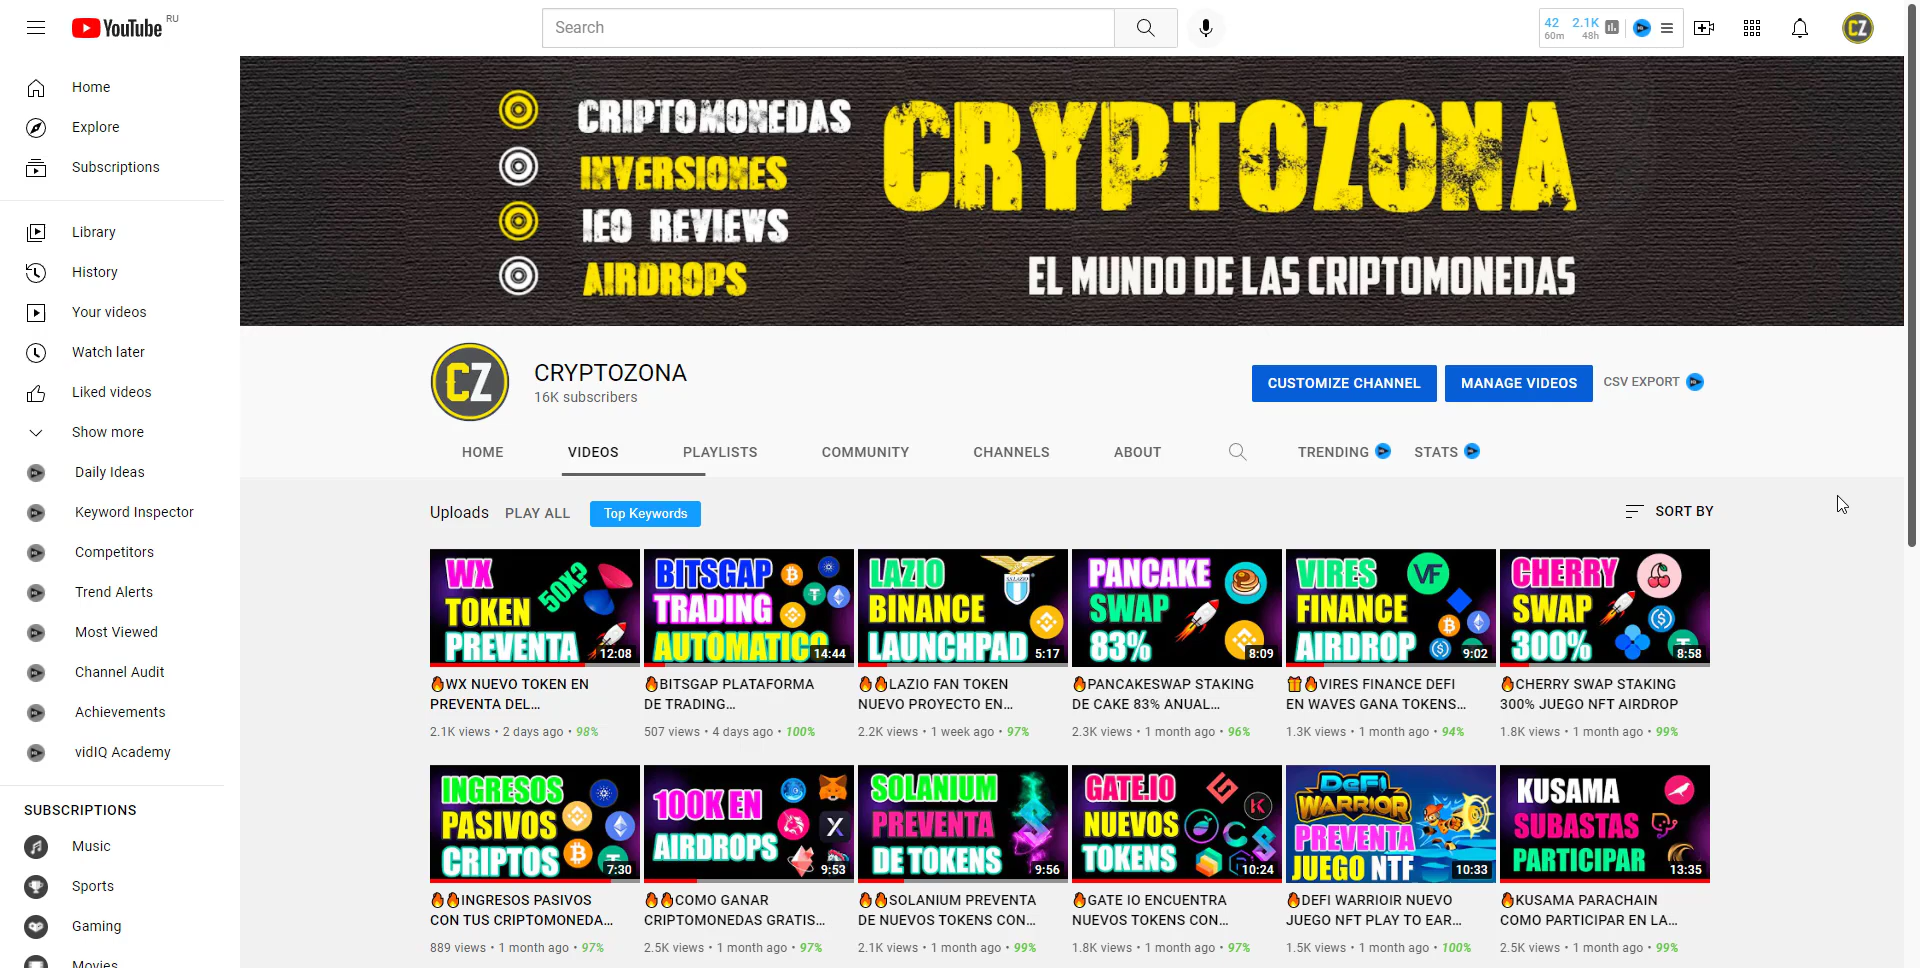 YouTube RU
Search
42 2.1K
60m 48h
CZ
Home
Explore
Subscriptions
Library
History
Your videos
Watch later
Liked videos
Show more
Daily Ideas
Keyword Inspector
Competitors
Trend Alerts
Most Viewed
Channel Audit
Achievements
vidIQ Academy
SUBSCRIPTIONS
Music
Sports
Gaming
Movies
CRIPTOMONEDAS
INVERSIONES
IEO REVIEWS
AIRDROPS
CRYPTOZONA
EL MUNDO DE LAS CRIPTOMONEDAS
CZ
CRYPTOZONA
16K subscribers
CUSTOMIZE CHANNEL MANAGE VIDEOS CSV EXPORT
HOME VIDEOS PLAYLISTS COMMUNITY CHANNELS ABOUT TRENDING STATS
Uploads PLAY ALL Top Keywords SORT BY
WX
TOKEN
PREVENTA
50X?
12:08
🔥WX NUEVO TOKEN EN
PREVENTA DEL...
2.1K views • 2 days ago • 98%
BITSGAP
TRADING
AUTOMATICO
14:44
🔥BITSGAP PLATAFORMA
DE TRADING...
507 views • 4 days ago • 100%
LAZIO
BINANCE
LAUNCHPAD
S.S.LAZIO
5:17
🔥🔥LAZIO FAN TOKEN
NUEVO PROYECTO EN...
2.2K views • 1 week ago • 97%
PANCAKE
SWAP
83%
8:09
🔥PANCAKESWAP STAKING
DE CAKE 83% ANUAL...
2.3K views • 1 month ago • 96%
VIRES
FINANCE
AIRDROP
VF
9:02
🎁🔥VIRES FINANCE DEFI
EN WAVES GANA TOKENS...
1.3K views • 1 month ago • 94%
CHERRY
SWAP
300%
8:58
🔥CHERRY SWAP STAKING
300% JUEGO NFT AIRDROP
1.8K views • 1 month ago • 99%
INGRESOS
PASIVOS
CRIPTOS
7:30
🔥🔥INGRESOS PASIVOS
CON TUS CRIPTOMONEDA...
889 views • 1 month ago • 97%
100K EN
AIRDROPS
X
9:53
🔥🔥COMO GANAR
CRIPTOMONEDAS GRATIS...
2.5K views • 1 month ago • 97%
SOLANIUM
PREVENTA
DE TOKENS
9:56
🔥🔥SOLANIUM PREVENTA
DE NUEVOS TOKENS CON...
2.1K views • 1 month ago • 99%
GATE.IO
NUEVOS
TOKENS
K
10:24
🔥GATE IO ENCUENTRA
NUEVOS TOKENS CON...
1.8K views • 1 month ago • 97%
DeFi
WARRIOR
PREVENTA
JUEGO NTF
10:33
🔥DEFI WARRIOIR NUEVO
JUEGO NFT PLAY TO EAR...
1.5K views • 1 month ago • 100%
KUSAMA
SUBASTAS
PARTICIPAR
13:35
🔥KUSAMA PARACHAIN
COMO PARTICIPAR EN LA...
2.5K views • 1 month ago • 99%